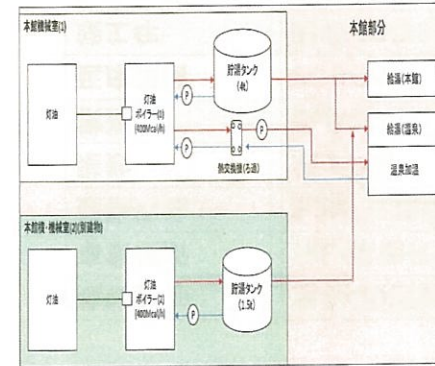 本館機械室(1)
本館部分
灯油
灯油
ボイラー(1)
(400Mcal/h)
貯湯タンク
(4t)
P
P
P
熱交換機(ろ過)
給湯(本館)
給湯(温泉)
温泉加温
本館横・機械室(2)(別建物)
灯油
灯油
ボイラー(2)
(400Mcal/h)
貯湯タンク
(1.5t)
P